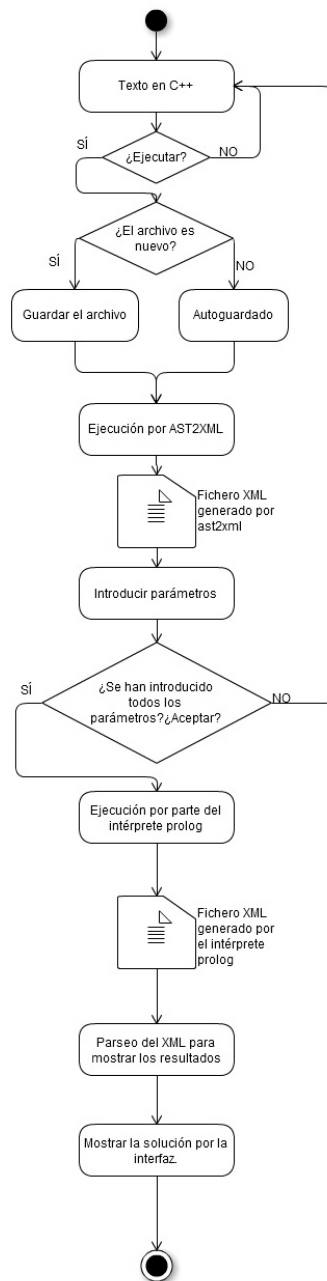 Texto en C++
SÍ
¿Ejecutar?
NO
¿El archivo es
nuevo?
SÍ
NO
Guardar el archivo
Autoguardado
Ejecución por AST2XML
Fichero XML
generado por
ast2xml
Introducir parámetros
SÍ
¿Se han introducido
todos los
parámetros?¿Aceptar?
NO
Ejecución por parte del
intérprete prolog
Fichero XML
generado por
el intérprete
prolog
Parseo del XML para
mostrar los resultados
Mostrar la solución por la
interfaz.